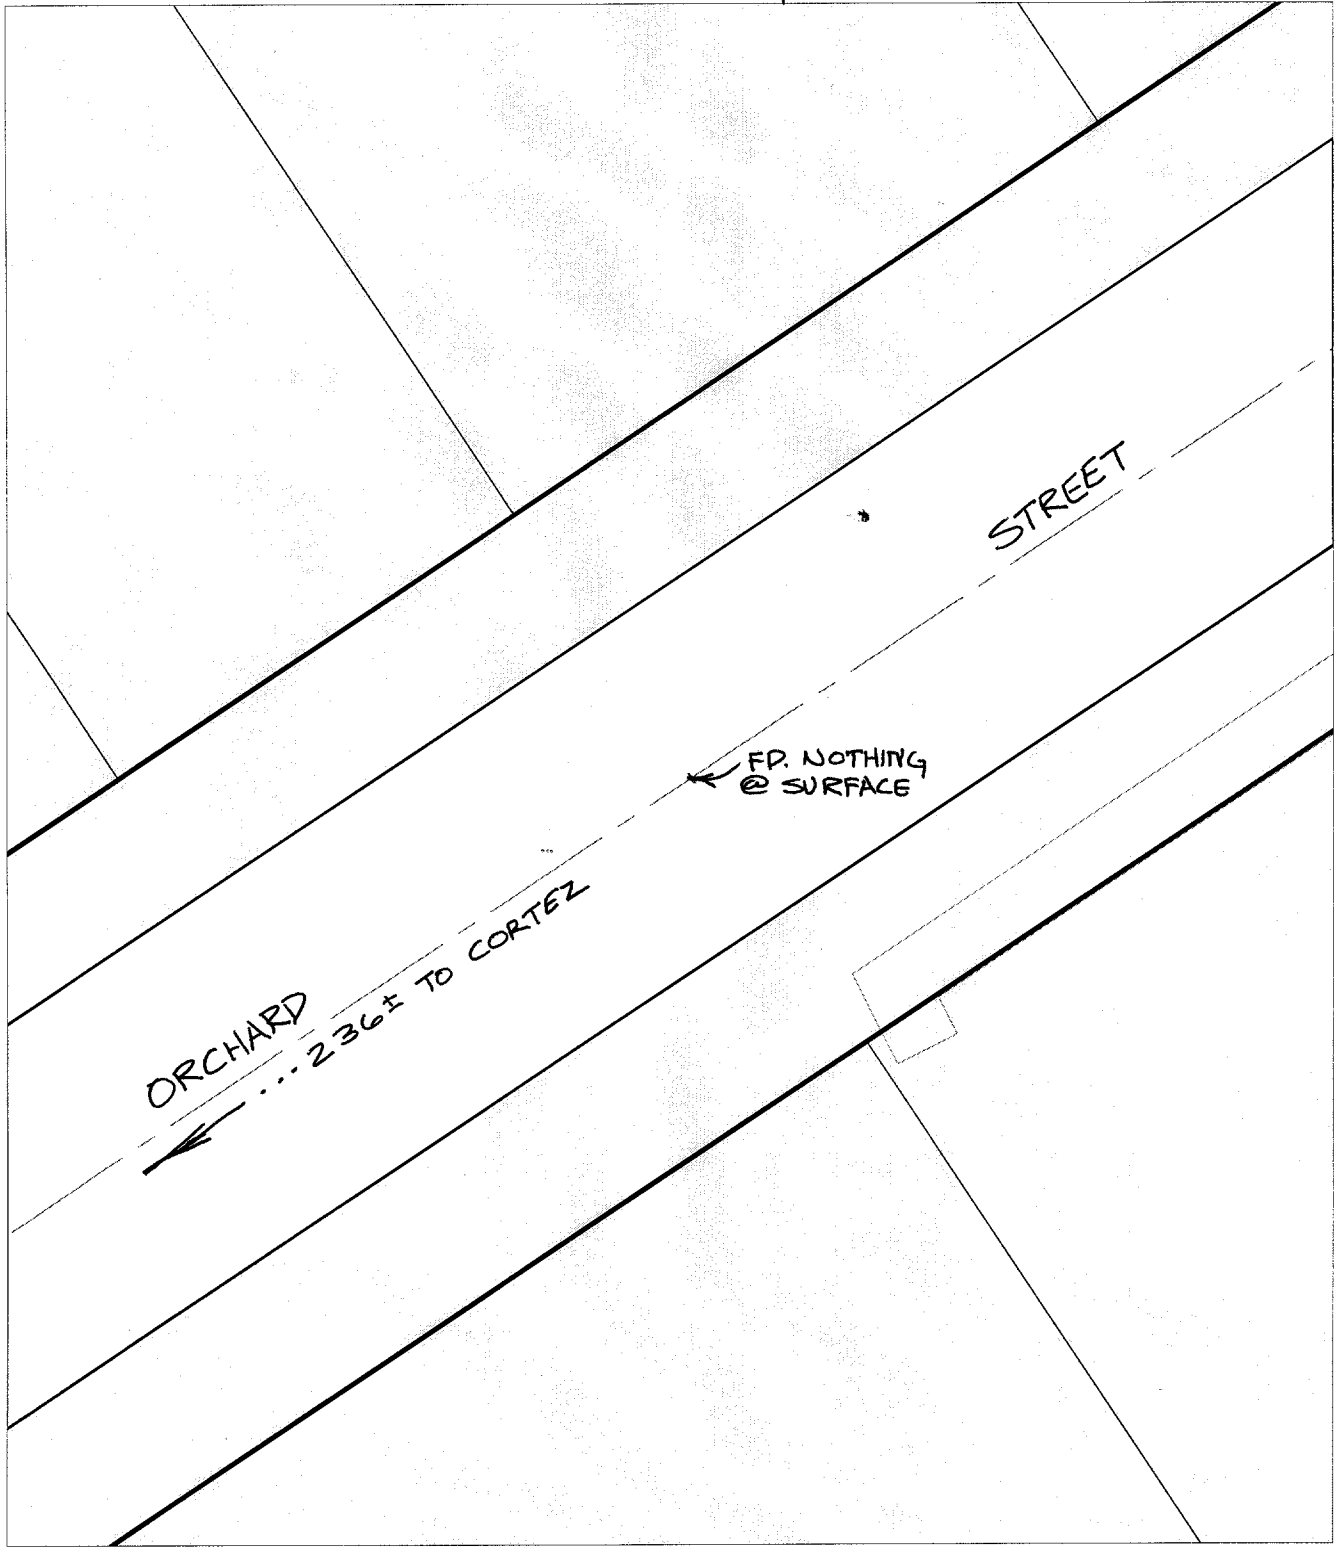 STREET
FD. NOTHING
@ SURFACE
ORCHARD
...236± TO CORTEZ